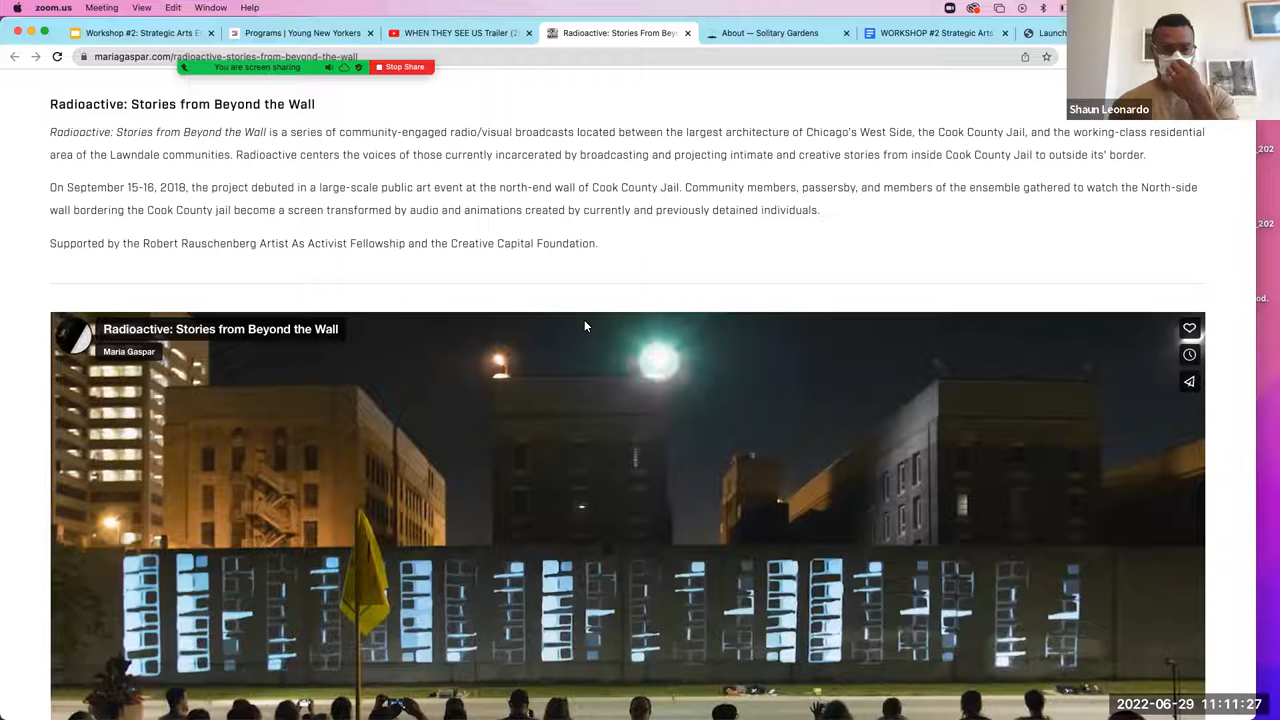 zoom.us Meeting View Edit Window Help
Workshop #2: Strategic Arts E
Programs | Young New Yorkers
WHEN THEY SEE US Trailer (2
Radioactive: Stories From Bey
About — Solitary Gardens
WORKSHOP #2 Strategic Arts
Launch
mariagaspar.com/radioactive-stories-from-beyond-the-wall
You are screen sharing
Stop Share
Shaun Leonardo
_202
_202
od.
Radioactive: Stories from Beyond the Wall
Radioactive: Stories from Beyond the Wall is a series of community-engaged radio/visual broadcasts located between the largest architecture of Chicago's West Side, the Cook County Jail, and the working-class residential
area of the Lawndale communities. Radioactive centers the voices of those currently incarcerated by broadcasting and projecting intimate and creative stories from inside Cook County Jail to outside its' border.
On September 15-16, 2018, the project debuted in a large-scale public art event at the north-end wall of Cook County Jail. Community members, passersby, and members of the ensemble gathered to watch the North-side
wall bordering the Cook County jail become a screen transformed by audio and animations created by currently and previously detained individuals.
Supported by the Robert Rauschenberg Artist As Activist Fellowship and the Creative Capital Foundation.
Radioactive: Stories from Beyond the Wall
Maria Gaspar
2022-06-29 11:11:27